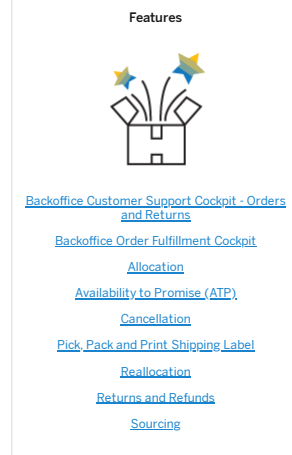 Features
Backoffice Customer Support Cockpit - Orders
and Returns
Backoffice Order Fulfillment Cockpit
Allocation
Availability to Promise (ATP)
Cancellation
Pick, Pack and Print Shipping Label
Reallocation
Returns and Refunds
Sourcing